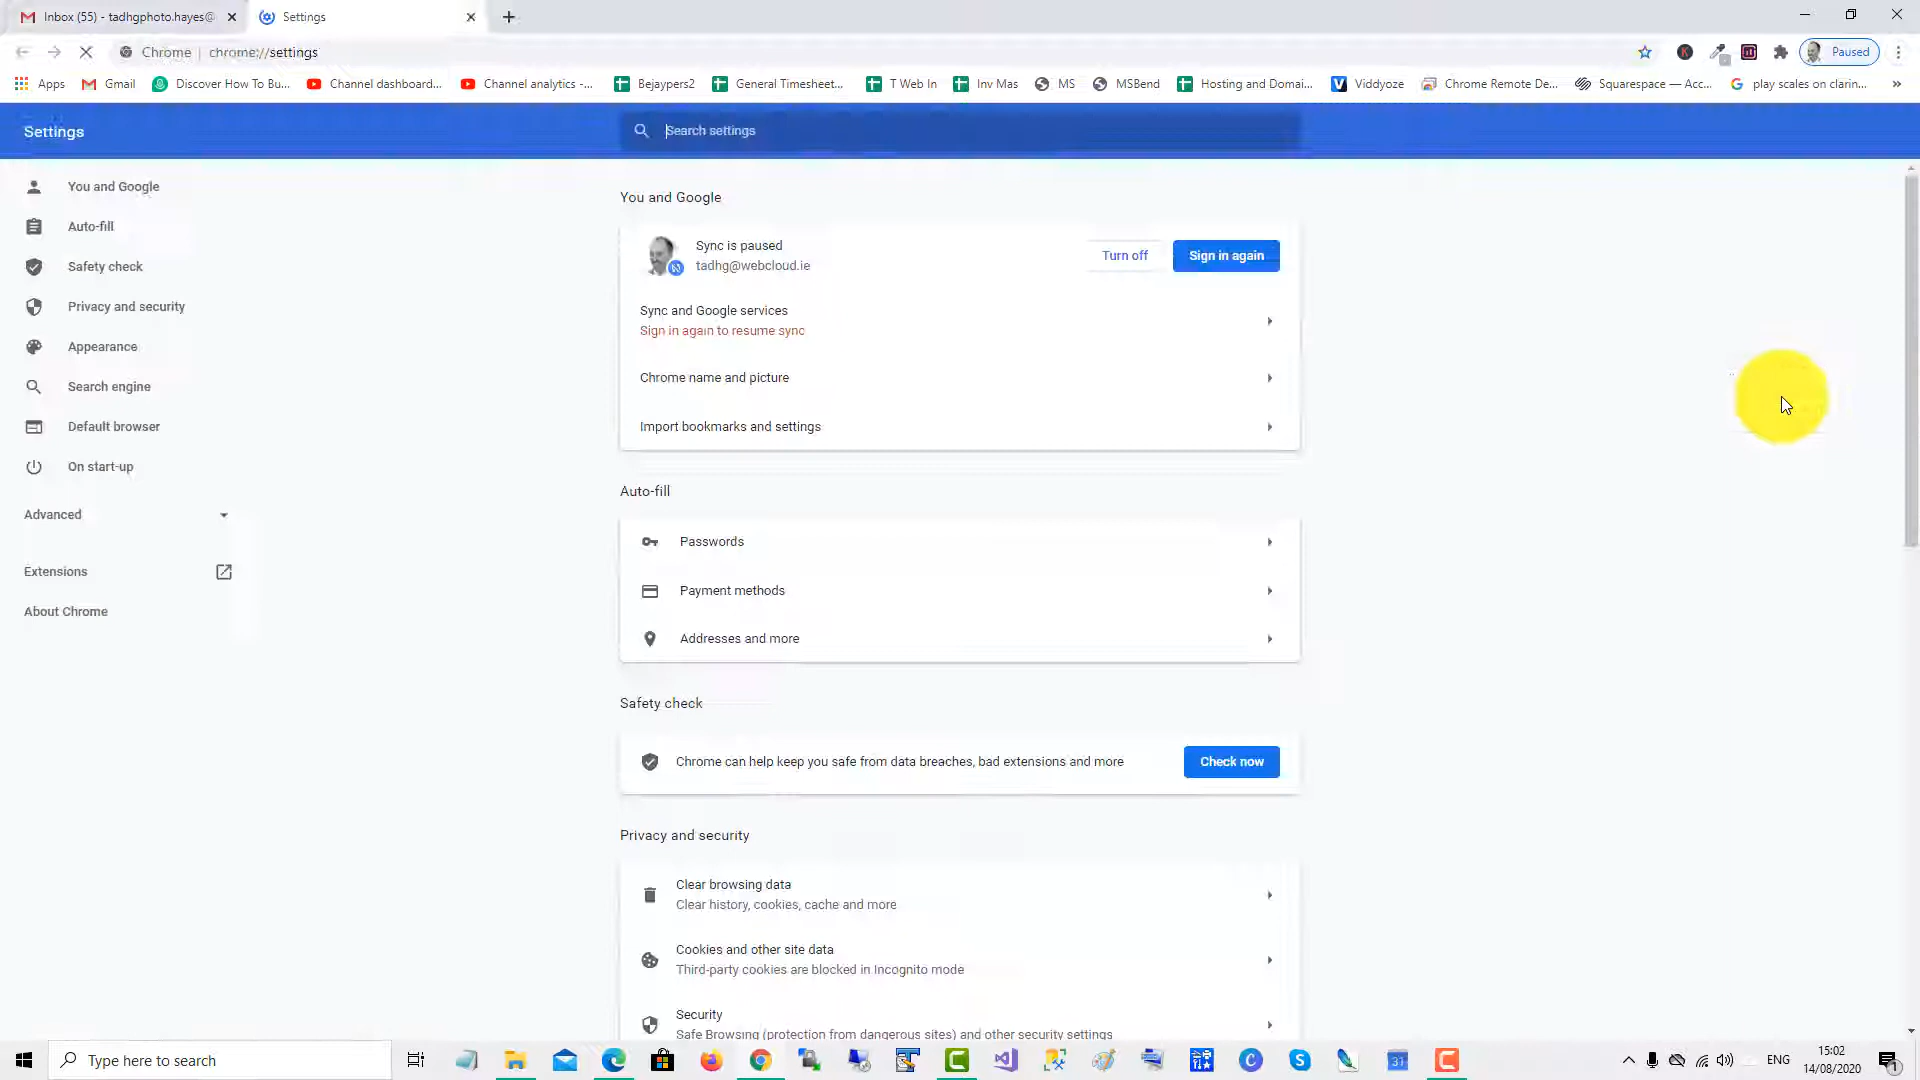 Inbox (55) - tadhgphoto.hayes@
Settings
Chrome | chrome://settings
Paused
Apps
Gmail
Discover How To Bu...
Channel dashboard...
Channel analytics -...
Bejaypers2
General Timesheet...
T Web In
Inv Mas
MS
MSBend
Hosting and Domai...
Viddyoze
Chrome Remote De...
Squarespace — Acc...
play scales on clarin...
»
Settings
Search settings
You and Google
Auto-fill
Safety check
Privacy and security
Appearance
Search engine
Default browser
On start-up
Advanced
Extensions
About Chrome
You and Google
Sync is paused
tadhg@webcloud.ie
Turn off
Sign in again
Sync and Google services
Sign in again to resume sync
Chrome name and picture
Import bookmarks and settings
Auto-fill
Passwords
Payment methods
Addresses and more
Safety check
Chrome can help keep you safe from data breaches, bad extensions and more
Check now
Privacy and security
Clear browsing data
Clear history, cookies, cache and more
Cookies and other site data
Third-party cookies are blocked in Incognito mode
Security
Safe Browsing (protection from dangerous sites) and other security settings
Type here to search
ENG
15:02
14/08/2020